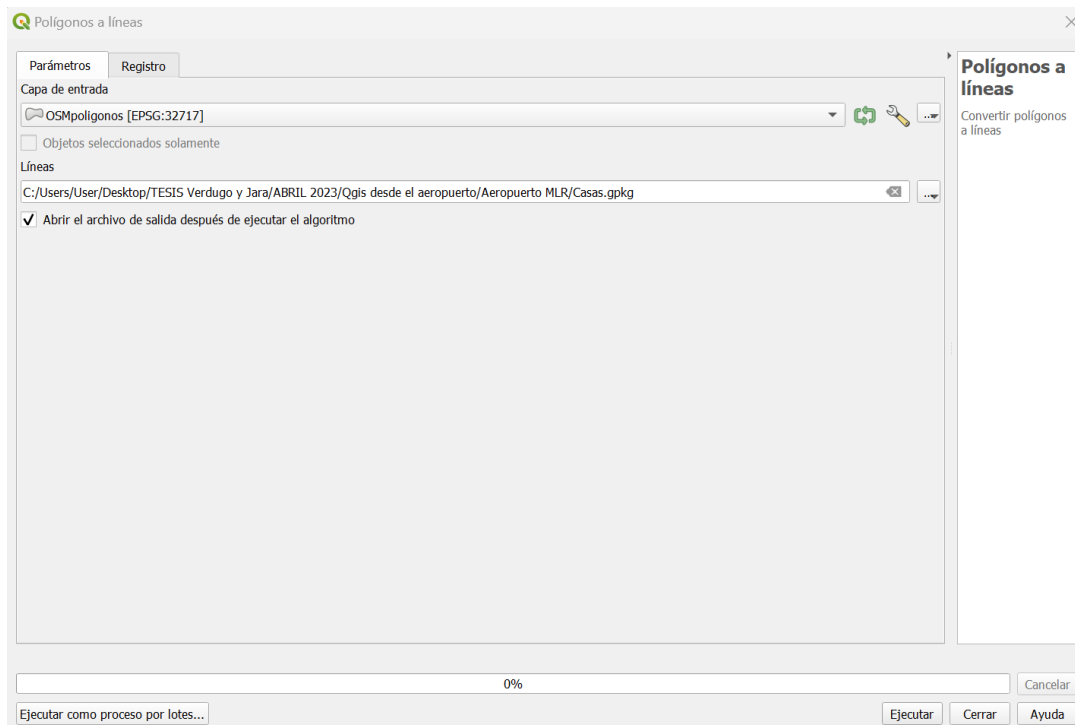 Polígonos a líneas
Parámetros
Registro
Capa de entrada
OSMpoligonos [EPSG:32717]
Objetos seleccionados solamente
Líneas
C:/Users/User/Desktop/TESIS Verdugo y Jara/ABRIL 2023/Qgis desde el aeropuerto/Aeropuerto MLR/Casas.gpkg
Abrir el archivo de salida después de ejecutar el algoritmo
Polígonos a
líneas
Convertir polígonos
a líneas
0%
Cancelar
Ejecutar como proceso por lotes...
Ejecutar
Cerrar
Ayuda